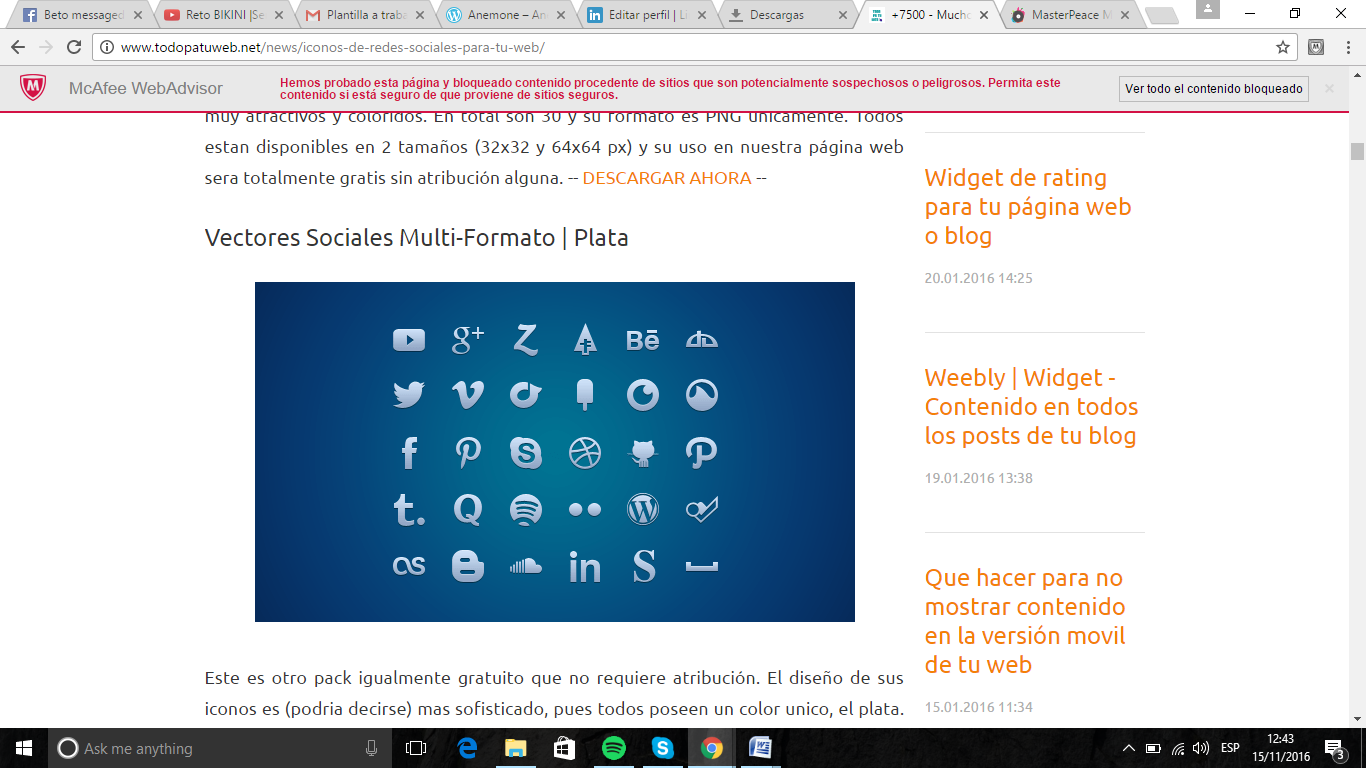 Beto messaged
Reto BIKINI |Se
Plantilla a traba
Anemone – An
Editar perfil | Li
Descargas
+7500 - Mucho
MasterPeace M
www.todopatuweb.net/news/iconos-de-redes-sociales-para-tu-web/
McAfee WebAdvisor
Hemos probado esta página y bloqueado contenido procedente de sitios que son potencialmente sospechosos o peligrosos. Permita este
contenido si está seguro de que proviene de sitios seguros.
Ver todo el contenido bloqueado
muy atractivos y coloridos. En total son 30 y su formato es PNG unicamente. Todos
estan disponibles en 2 tamaños (32x32 y 64x64 px) y su uso en nuestra página web
sera totalmente gratis sin atribución alguna. -- DESCARGAR AHORA --
Vectores Sociales Multi-Formato | Plata
Este es otro pack igualmente gratuito que no requiere atribución. El diseño de sus
iconos es (podria decirse) mas sofisticado, pues todos poseen un color unico, el plata.
Widget de rating
para tu página web
o blog
20.01.2016 14:25
Weebly | Widget -
Contenido en todos
los posts de tu blog
19.01.2016 13:38
Que hacer para no
mostrar contenido
en la versión movil
de tu web
15.01.2016 11:34
Ask me anything
ESP
12:43
15/11/2016
3